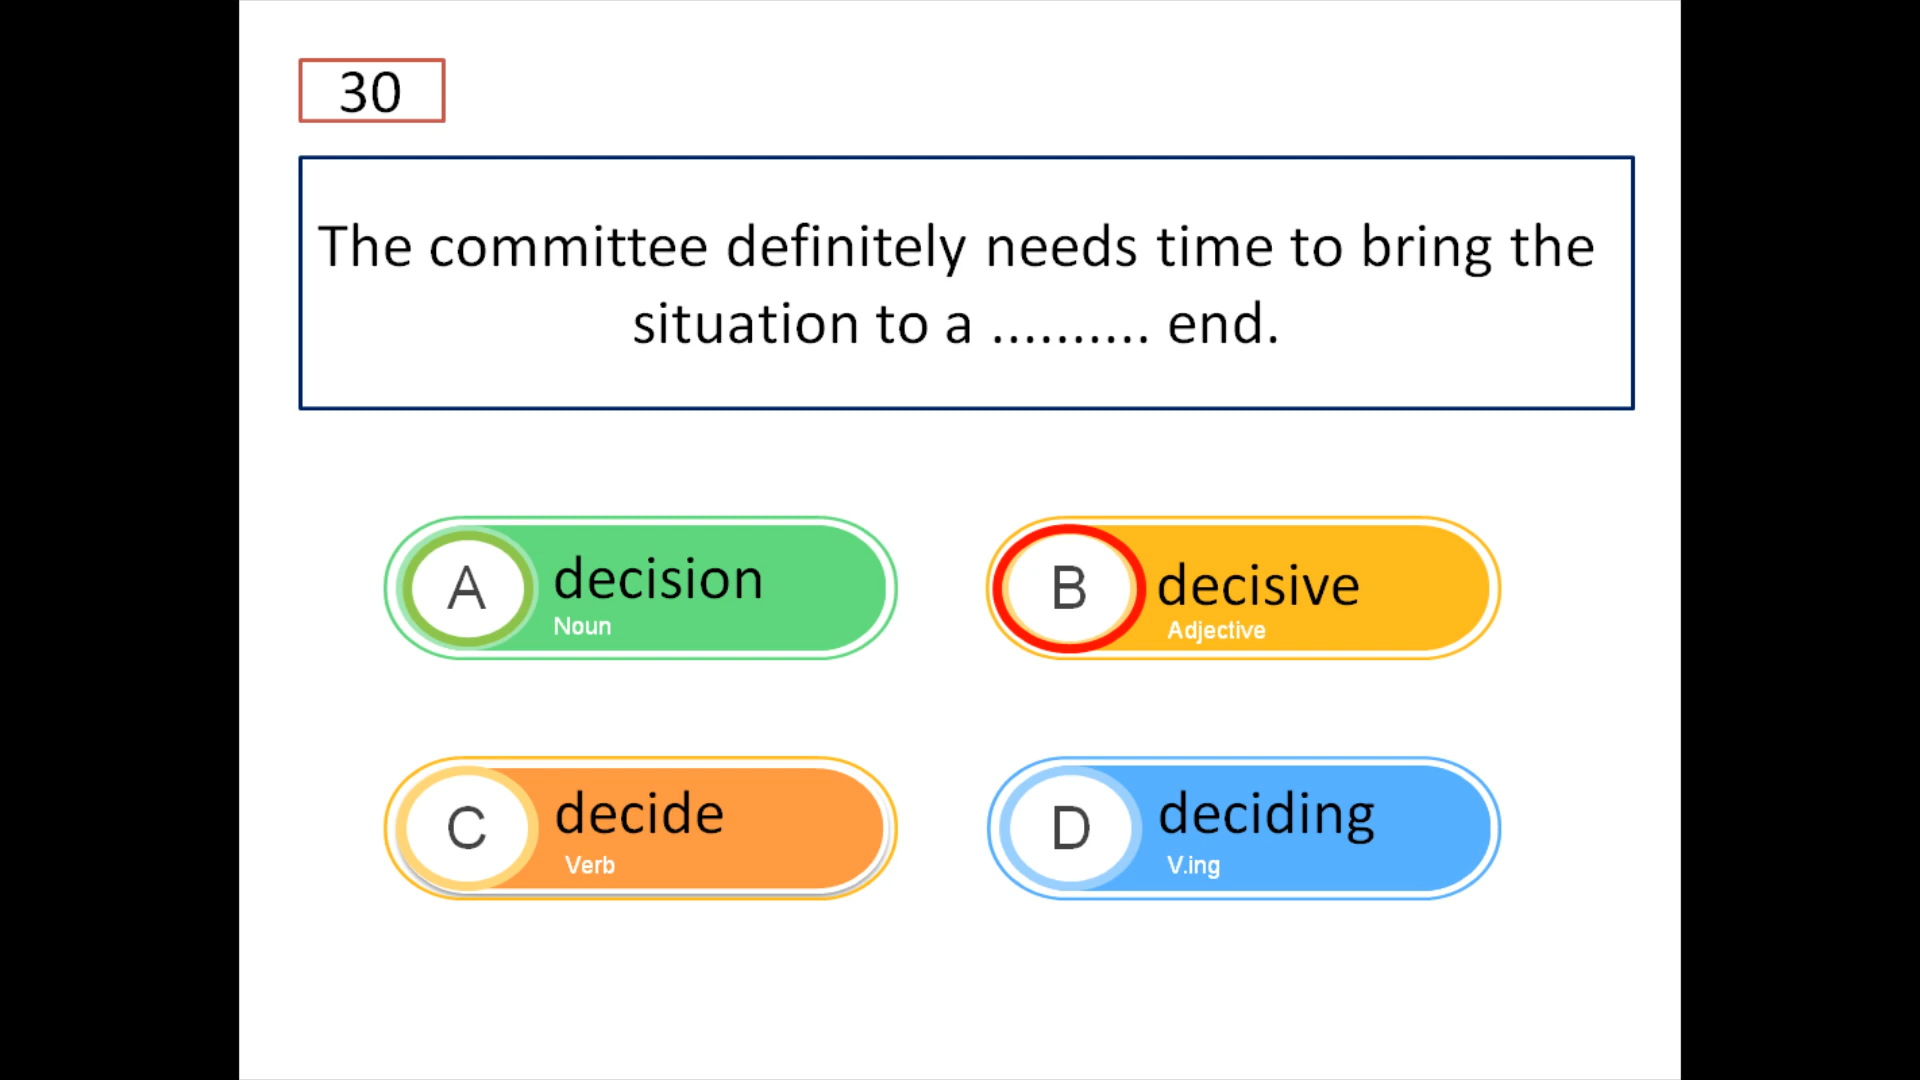 30
The committee definitely needs time to bring the
situation to a .......... end.
A decision
Noun
B decisive
Adjective
C decide
Verb
D deciding
V.ing